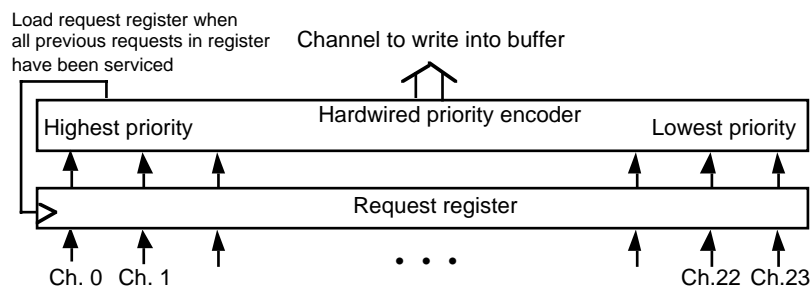 Load request register when
all previous requests in register
have been serviced
Channel to write into buffer
Hardwired priority encoder
Highest priority
Lowest priority
Request register
Ch. 0 Ch. 1 • • • Ch.22 Ch.23